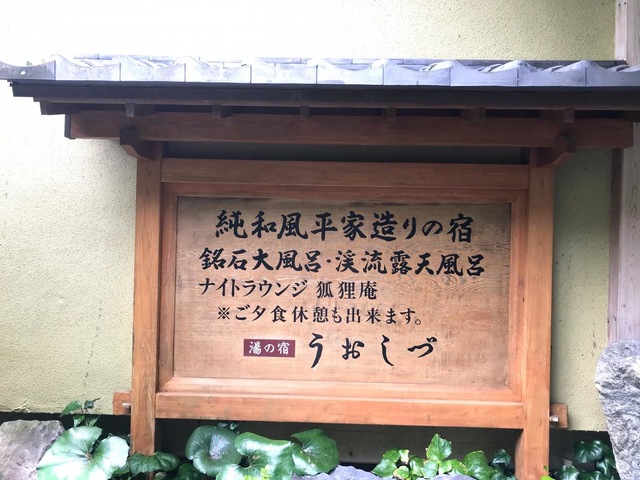 純和風平家造りの宿
銘石大風呂・渓流露天風呂
ナイトラウンジ 狐狸庵
※ご夕食休憩も出来ます。
湯の宿 うおしづ